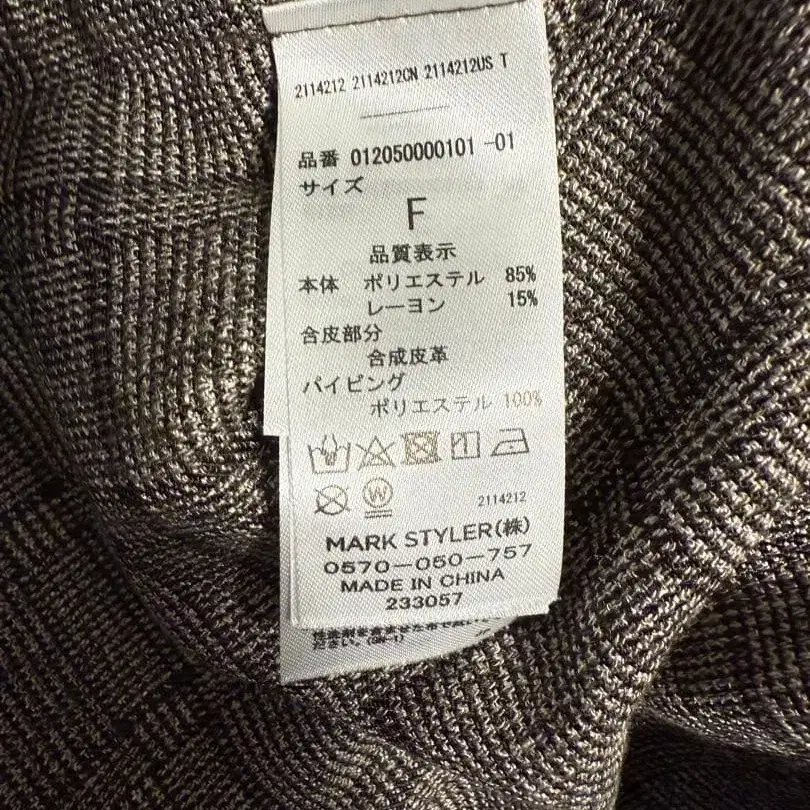 2114212 2114212CN 2114212US T
品番 012050000101 -01
サイズ
F
品質表示
本体 ポリエステル 85%
レーヨン 15%
合皮部分
合成皮革
パイピング
ポリエステル 100%
W
2114212
MARK STYLER(株)
0570-050-757
MADE IN CHINA
233057
ださい。